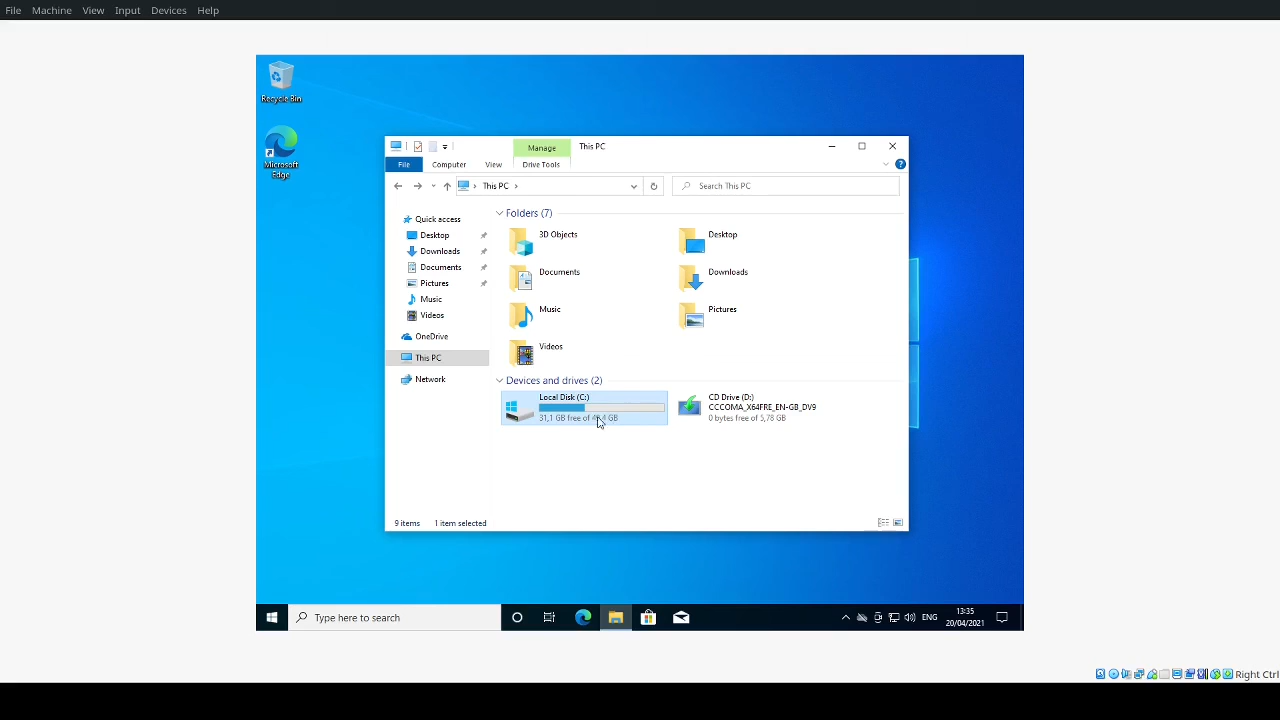 File Machine View Input Devices Help
Recycle Bin
Microsoft
Edge
Manage This PC
File Computer View Drive Tools
This PC
Search This PC
Quick access
Desktop
Downloads
Documents
Pictures
Music
Videos
OneDrive
This PC
Network
Folders (7)
3D Objects
Desktop
Documents
Downloads
Music
Pictures
Videos
Devices and drives (2)
Local Disk (C:)
31,1 GB free of GB
CD Drive (D:)
CCCOMA_X64FRE_EN-GB_DV9
0 bytes free of 5,78 GB
9 items 1 item selected
Type here to search
ENG
13:35
20/04/2021
Right Ctrl